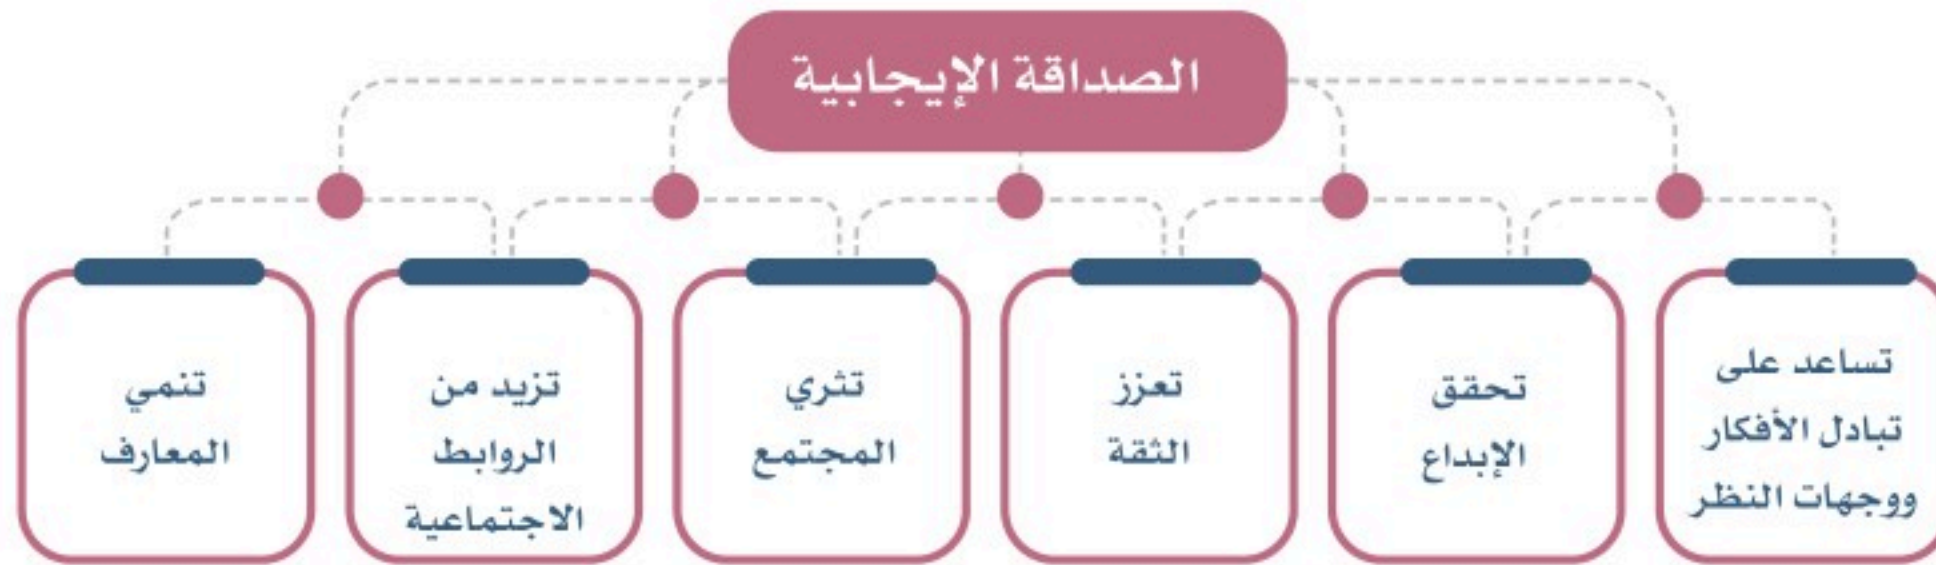 الصداقة الإيجابية
تساعد على
تبادل الأفكار
ووجهات النظر
تحقق
الإبداع
تعزز
الثقة
تثري
المجتمع
تزيد من
الروابط
الاجتماعية
تنمي
المعارف